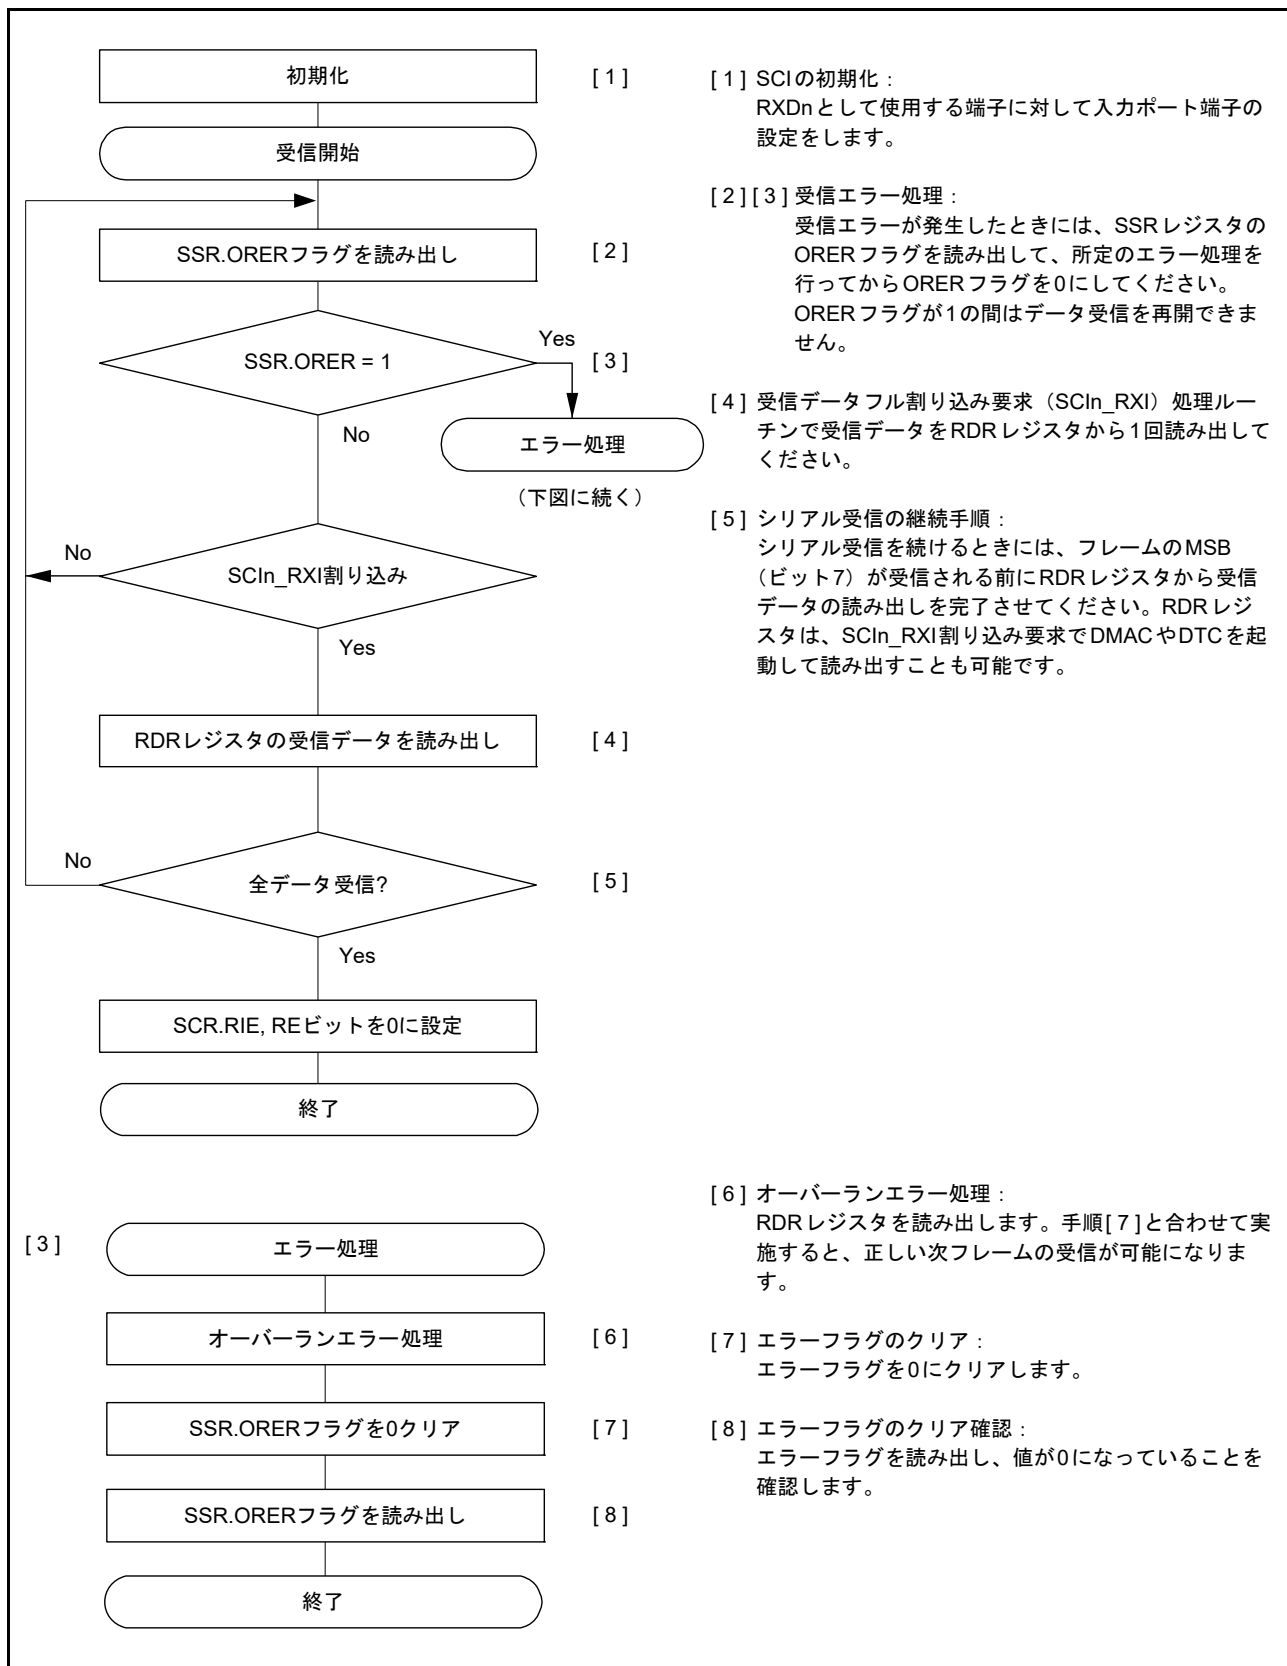 初期化
[ 1 ]
受信開始
SSR.ORERフラグを読み出し
[ 2 ]
SSR.ORER = 1
Yes
[ 3 ]
No
エラー処理
（下図に続く）
No
SCIn_RXI割り込み
Yes
RDRレジスタの受信データを読み出し
[ 4 ]
No
全データ受信?
[ 5 ]
Yes
SCR.RIE, REビットを0に設定
終了
[ 1 ] SCIの初期化：
RXDnとして使用する端子に対して入力ポート端子の
設定をします。
[ 2 ] [ 3 ] 受信エラー処理：
受信エラーが発生したときには、SSRレジスタの
ORERフラグを読み出して、所定のエラー処理を
行ってからORERフラグを0にしてください。
ORERフラグが1の間はデータ受信を再開できま
せん。
[ 4 ] 受信データフル割り込み要求（SCIn_RXI）処理ルー
チンで受信データをRDRレジスタから1回読み出して
ください。
[ 5 ] シリアル受信の継続手順：
シリアル受信を続けるときには、フレームのMSB
（ビット7）が受信される前にRDRレジスタから受信
データの読み出しを完了させてください。RDRレジ
スタは、SCIn_RXI割り込み要求でDMACやDTCを起
動して読み出すことも可能です。
[ 3 ]
エラー処理
オーバーランエラー処理
[ 6 ]
SSR.ORERフラグを0クリア
[ 7 ]
SSR.ORERフラグを読み出し
[ 8 ]
終了
[ 6 ] オーバーランエラー処理：
RDRレジスタを読み出します。手順[ 7 ]と合わせて実
施すると、正しい次フレームの受信が可能になりま
す。
[ 7 ] エラーフラグのクリア：
エラーフラグを0にクリアします。
[ 8 ] エラーフラグのクリア確認：
エラーフラグを読み出し、値が0になっていることを
確認します。